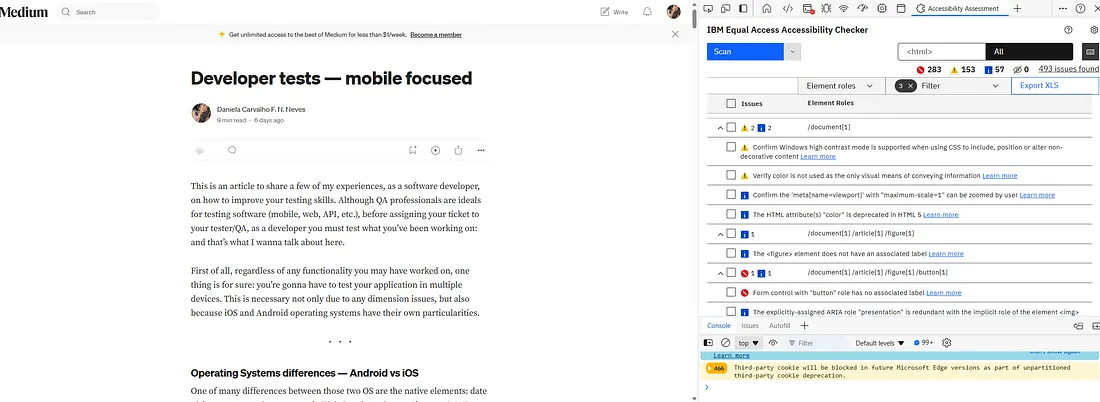 Medium
Search
Write
Get unlimited access to the best of Medium for less than $1/week. Become a member
Developer tests — mobile focused
Daniela Carvalho F. N. Neves
9 min read · 6 days ago
This is an article to share a few of my experiences, as a software developer,
on how to improve your testing skills. Although QA professionals are ideals
for testing software (mobile, web, API, etc.), before assigning your ticket to
your tester/QA, as a developer you must test what you've been working on:
and that's what I wanna talk about here.
First of all, regardless of any functionality you may have worked on, one
thing is for sure: you're gonna have to test your application in multiple
devices. This is necessary not only due to any dimension issues, but also
because iOS and Android operating systems have their own particularities.
. . .
Operating Systems differences — Android vs iOS
One of many differences between those two OS are the native elements: date
Accessibility Assessment
IBM Equal Access Accessibility Checker
Scan
<html>
All
283 153 57 0 493 issues found
Element roles
3 × Filter
Export XLS
Issues Element Roles
2 2 /document[1]
Confirm Windows high contrast mode is supported when using CSS to include, position or alter non-
decorative content Learn more
Verify color is not used as the only visual means of conveying information Learn more
Confirm the 'meta[name=viewport]' with "maximum-scale=1" can be zoomed by user Learn more
The HTML attribute(s) "color" is deprecated in HTML 5 Learn more
1 /document[1] /article[1] /figure[1]
The <figure> element does not have an associated label Learn more
1 1 /document[1] /article[1] /figure[1] /button[1]
Form control with "button" role has no associated label Learn more
The explicitly-assigned ARIA role "presentation" is redundant with the implicit role of the element <img>
Console Issues Autofill
top Filter Default levels 99+
Learn more Don't show again
466 Third-party cookie will be blocked in future Microsoft Edge versions as part of unpartitioned
third-party cookie deprecation.